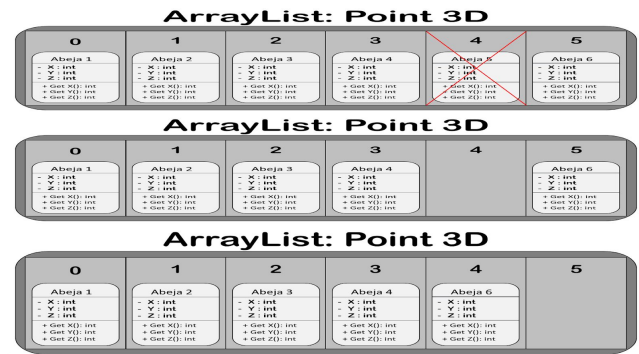 ArrayList: Point 3D
0 1 2 3 4 5
Abeja 1 Abeja 2 Abeja 3 Abeja 4 Abeja 5 Abeja 6
- X : int - X : int - X : int - X : int - X : int - X : int
- Y : int - Y : int - Y : int - Y : int - Y : int - Y : int
- Z : int - Z : int - Z : int - Z : int - Z : int - Z : int
+ Get X(): int + Get X(): int + Get X(): int + Get X(): int + Get X(): int + Get X(): int
+ Get Y(): int + Get Y(): int + Get Y(): int + Get Y(): int + Get Y(): int + Get Y(): int
+ Get Z(): int + Get Z(): int + Get Z(): int + Get Z(): int + Get Z(): int + Get Z(): int
ArrayList: Point 3D
0 1 2 3 4 5
Abeja 1 Abeja 2 Abeja 3 Abeja 4 Abeja 6
- X : int - X : int - X : int - X : int - X : int
- Y : int - Y : int - Y : int - Y : int - Y : int
- Z : int - Z : int - Z : int - Z : int - Z : int
+ Get X(): int + Get X(): int + Get X(): int + Get X(): int + Get X(): int
+ Get Y(): int + Get Y(): int + Get Y(): int + Get Y(): int + Get Y(): int
+ Get Z(): int + Get Z(): int + Get Z(): int + Get Z(): int + Get Z(): int
ArrayList: Point 3D
0 1 2 3 4 5
Abeja 1 Abeja 2 Abeja 3 Abeja 4 Abeja 6
- X : int - X : int - X : int - X : int - X : int
- Y : int - Y : int - Y : int - Y : int - Y : int
- Z : int - Z : int - Z : int - Z : int - Z : int
+ Get X(): int + Get X(): int + Get X(): int + Get X(): int + Get X(): int
+ Get Y(): int + Get Y(): int + Get Y(): int + Get Y(): int + Get Y(): int
+ Get Z(): int + Get Z(): int + Get Z(): int + Get Z(): int + Get Z(): int